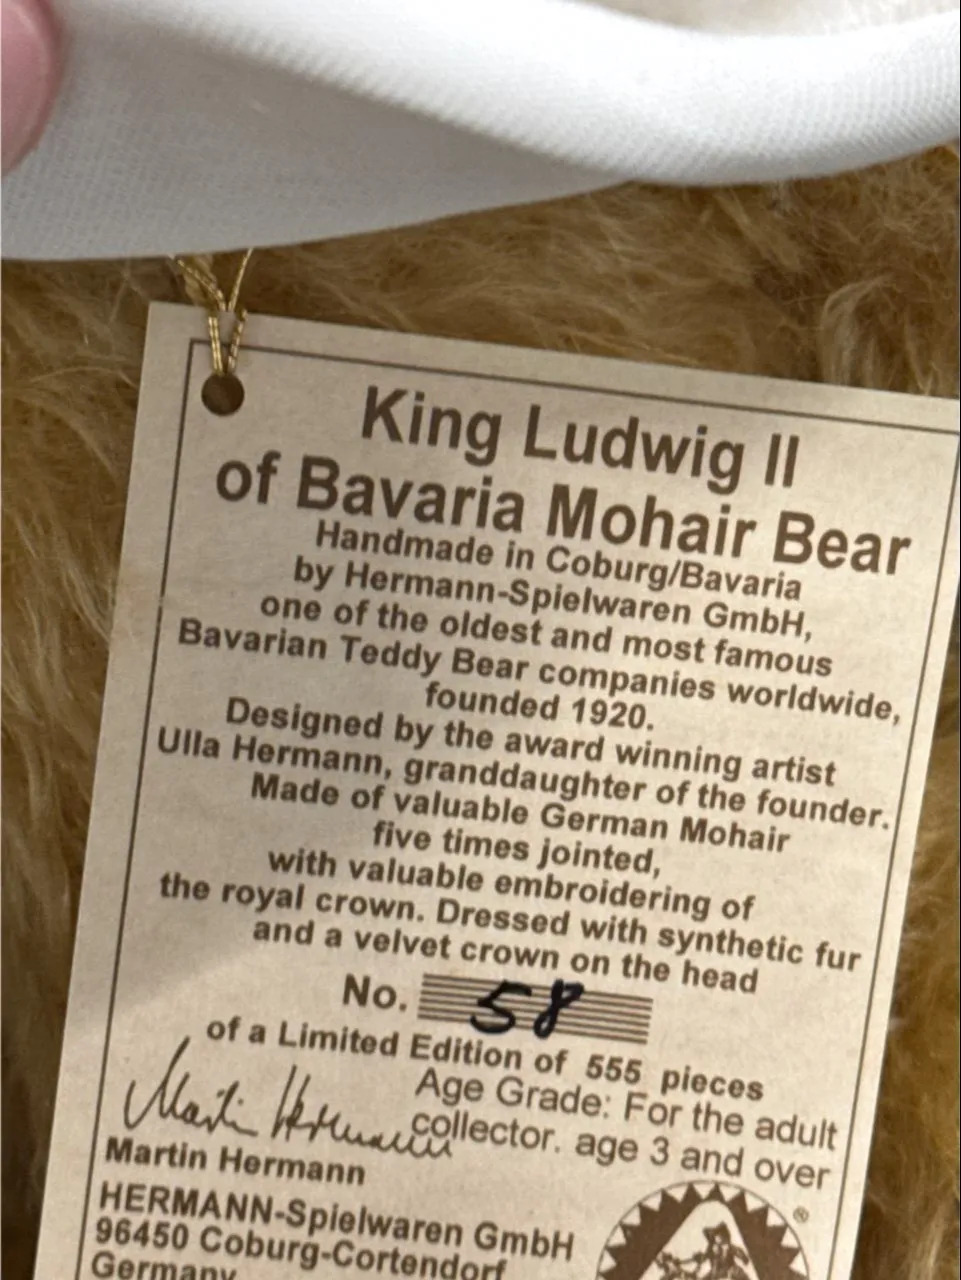 King Ludwig II
of Bavaria Mohair Bear
Handmade in Coburg/Bavaria
by Hermann-Spielwaren GmbH,
one of the oldest and most famous
Bavarian Teddy Bear companies worldwide,
founded 1920.
Designed by the award winning artist
Ulla Hermann, granddaughter of the founder.
Made of valuable German Mohair
five times jointed,
with valuable embroidering of
the royal crown. Dressed with synthetic fur
and a velvet crown on the head
No. 58
of a Limited Edition of 555 pieces
Age Grade: For the adult
collector. age 3 and over
Martin Hermann
Martin Hermann
HERMANN-Spielwaren GmbH
96450 Coburg-Cortendorf
Germany
®